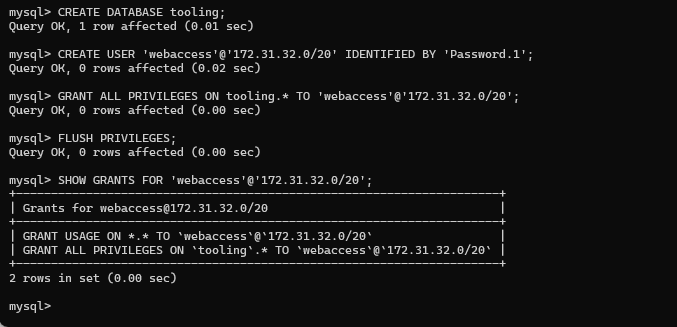 mysql> CREATE DATABASE tooling;
Query OK, 1 row affected (0.01 sec)
mysql> CREATE USER 'webaccess'@'172.31.32.0/20' IDENTIFIED BY 'Password.1';
Query OK, 0 rows affected (0.02 sec)
mysql> GRANT ALL PRIVILEGES ON tooling.* TO 'webaccess'@'172.31.32.0/20';
Query OK, 0 rows affected (0.00 sec)
mysql> FLUSH PRIVILEGES;
Query OK, 0 rows affected (0.00 sec)
mysql> SHOW GRANTS FOR 'webaccess'@'172.31.32.0/20';
+----------------------------------------------------------------------+
| Grants for webaccess@172.31.32.0/20                                  |
+----------------------------------------------------------------------+
| GRANT USAGE ON *.* TO `webaccess`@`172.31.32.0/20`                   |
| GRANT ALL PRIVILEGES ON `tooling`.* TO `webaccess`@`172.31.32.0/20` |
+----------------------------------------------------------------------+
2 rows in set (0.00 sec)
mysql>